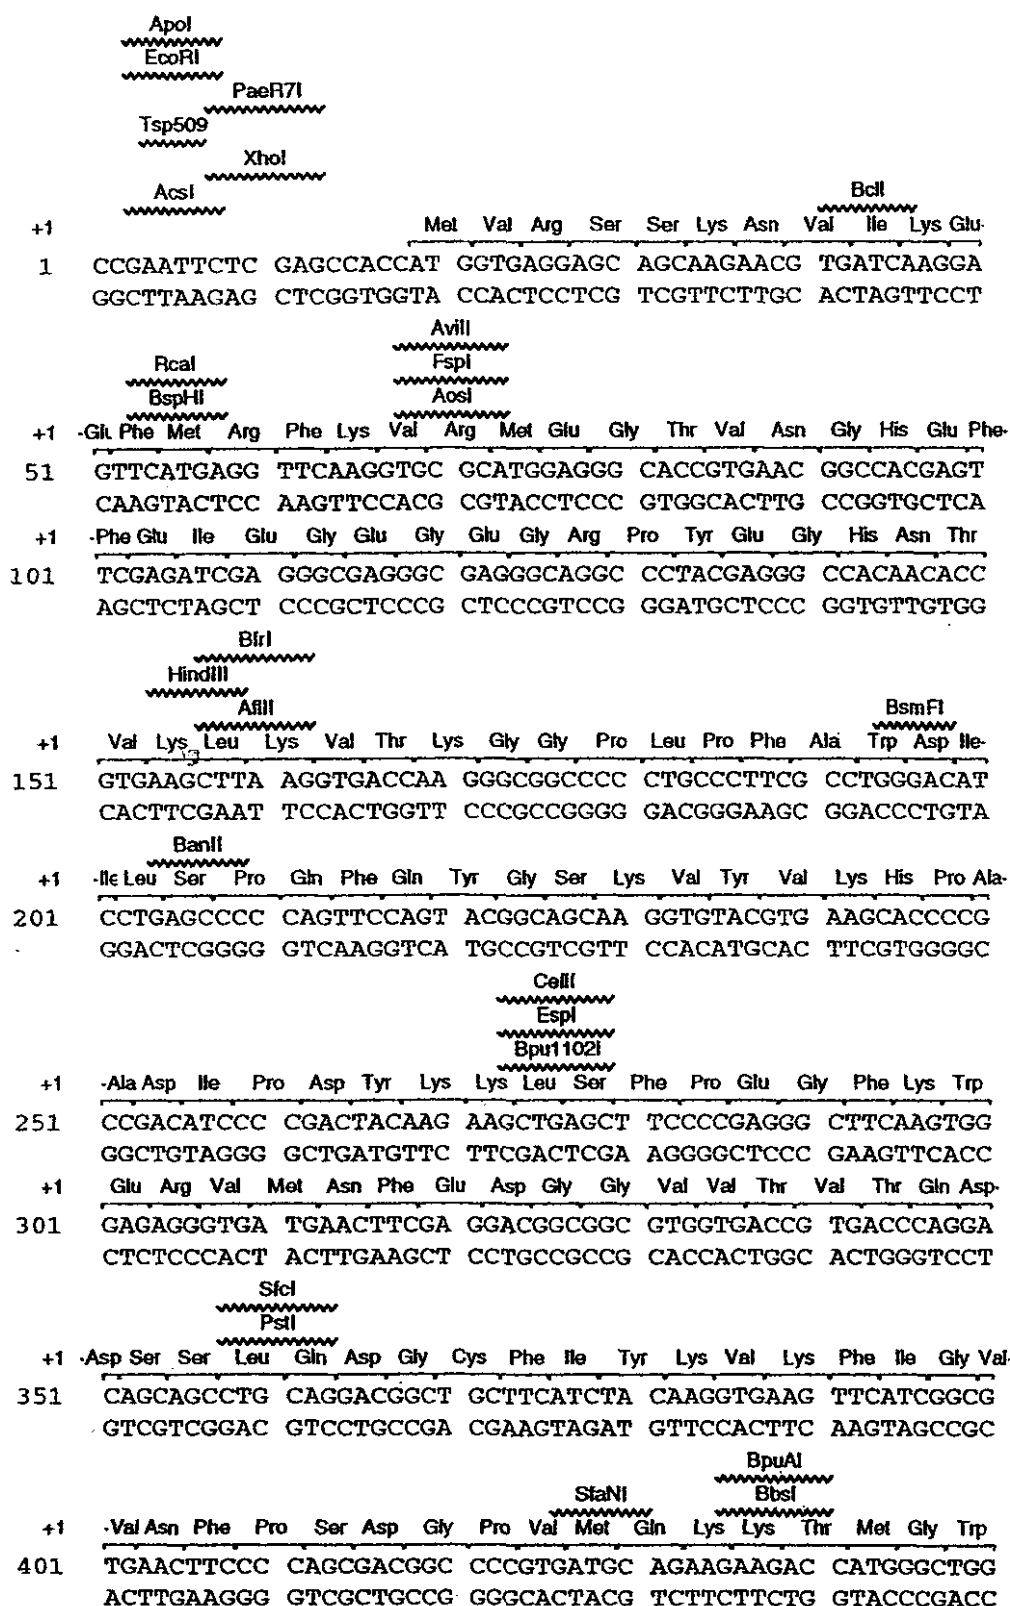 ApoI
EcoRI
PaeR7I
Tsp509
XhoI
AcsI
BclI
+1 Met Val Arg Ser Ser Lys Asn Val Ile Lys Glu-
1 CCGAATTCTC GAGCCACCAT GGTGAGGAGC AGCAAGAACG TGATCAAGGA
GGCTTAAGAG CTCGGTGGTA CCACTCCTCG TCGTTCTTGC ACTAGTTCCT
AviII
RcaI FspI
BspHI AosI
+1 -Glu Phe Met Arg Phe Lys Val Arg Met Glu Gly Thr Val Asn Gly His Glu Phe-
51 GTTCATGAGG TTCAAGGTGC GCATGGAGGG CACCGTGAAC GGCCACGAGT
CAAGTACTCC AAGTTCCACG CGTACCTCCC GTGGCACTTG CCGGTGCTCA
+1 -Phe Glu Ile Glu Gly Glu Gly Glu Gly Arg Pro Tyr Glu Gly His Asn Thr
101 TCGAGATCGA GGGCGAGGGC GAGGGCAGGC CCTACGAGGG CCACAACACC
AGCTCTAGCT CCCGCTCCCG CTCCCGTCCG GGATGCTCCC GGTGTTGTGG
BfrI
HindIII
AflII BsmFI
+1 Val Lys Leu Lys Val Thr Lys Gly Gly Pro Leu Pro Phe Ala Trp Asp Ile-
151 GTGAAGCTTA AGGTGACCAA GGGCGGCCCC CTGCCCTTCG CCTGGGACAT
CACTTCGAAT TCCACTGGTT CCCGCCGGGG GACGGGAAGC GGACCCTGTA
BanII
+1 -Ile Leu Ser Pro Gln Phe Gln Tyr Gly Ser Lys Val Tyr Val Lys His Pro Ala-
201 CCTGAGCCCC CAGTTCCAGT ACGGCAGCAA GGTGTACGTG AAGCACCCCG
GGACTCGGGG GTCAAGGTCA TGCCGTCGTT CCACATGCAC TTCGTGGGGC
CelII
EspI
Bpu1102I
+1 -Ala Asp Ile Pro Asp Tyr Lys Lys Leu Ser Phe Pro Glu Gly Phe Lys Trp
251 CCGACATCCC CGACTACAAG AAGCTGAGCT TCCCCGAGGG CTTCAAGTGG
GGCTGTAGGG GCTGATGTTC TTCGACTCGA AGGGGCTCCC GAAGTTCACC
+1 Glu Arg Val Met Asn Phe Glu Asp Gly Gly Val Val Thr Val Thr Gln Asp-
301 GAGAGGGTGA TGAACTTCGA GGACGGCGGC GTGGTGACCG TGACCCAGGA
CTCTCCCACT ACTTGAAGCT CCTGCCGCCG CACCACTGGC ACTGGGTCCT
SfcI
PstI
+1 -Asp Ser Ser Leu Gln Asp Gly Cys Phe Ile Tyr Lys Val Lys Phe Ile Gly Val-
351 CAGCAGCCTG CAGGACGGCT GCTTCATCTA CAAGGTGAAG TTCATCGGCG
GTCGTCGGAC GTCCTGCCGA CGAAGTAGAT GTTCCACTTC AAGTAGCCGC
BpuAI
SfaNI BbsI
+1 -Val Asn Phe Pro Ser Asp Gly Pro Val Met Gln Lys Lys Thr Met Gly Trp
401 TGAACTTCCC CAGCGACGGC CCCGTGATGC AGAAGAAGAC CATGGGCTGG
ACTTGAAGGG GTCGCTGCCG GGGCACTACG TCTTCTTCTG GTACCCGACC